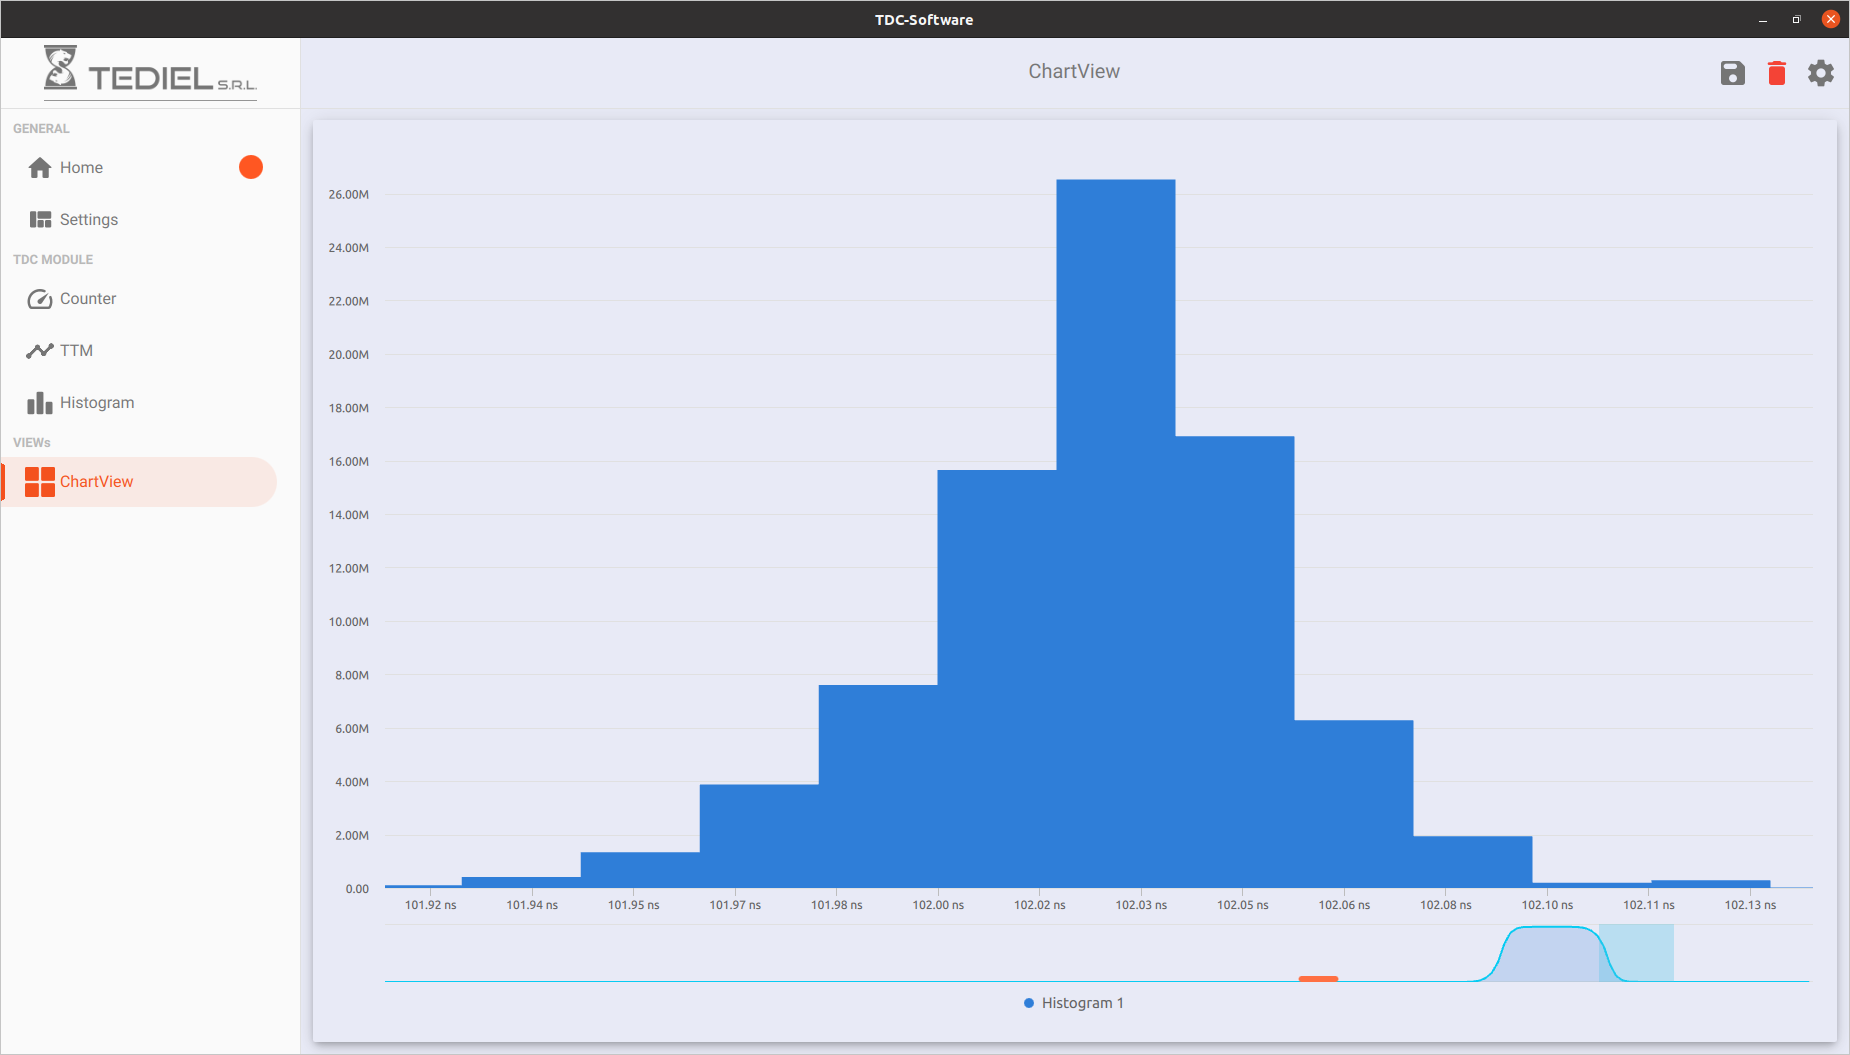 TDC-Software
TEDIEL S.R.L.
ChartView
GENERAL
Home
Settings
TDC MODULE
Counter
TTM
Histogram
VIEWs
ChartView
26.00M
24.00M
22.00M
20.00M
18.00M
16.00M
14.00M
12.00M
10.00M
8.00M
6.00M
4.00M
2.00M
0.00
101.92 ns 101.94 ns 101.95 ns 101.97 ns 101.98 ns 102.00 ns 102.02 ns 102.03 ns 102.05 ns 102.06 ns 102.08 ns 102.10 ns 102.11 ns 102.13 ns
Histogram 1